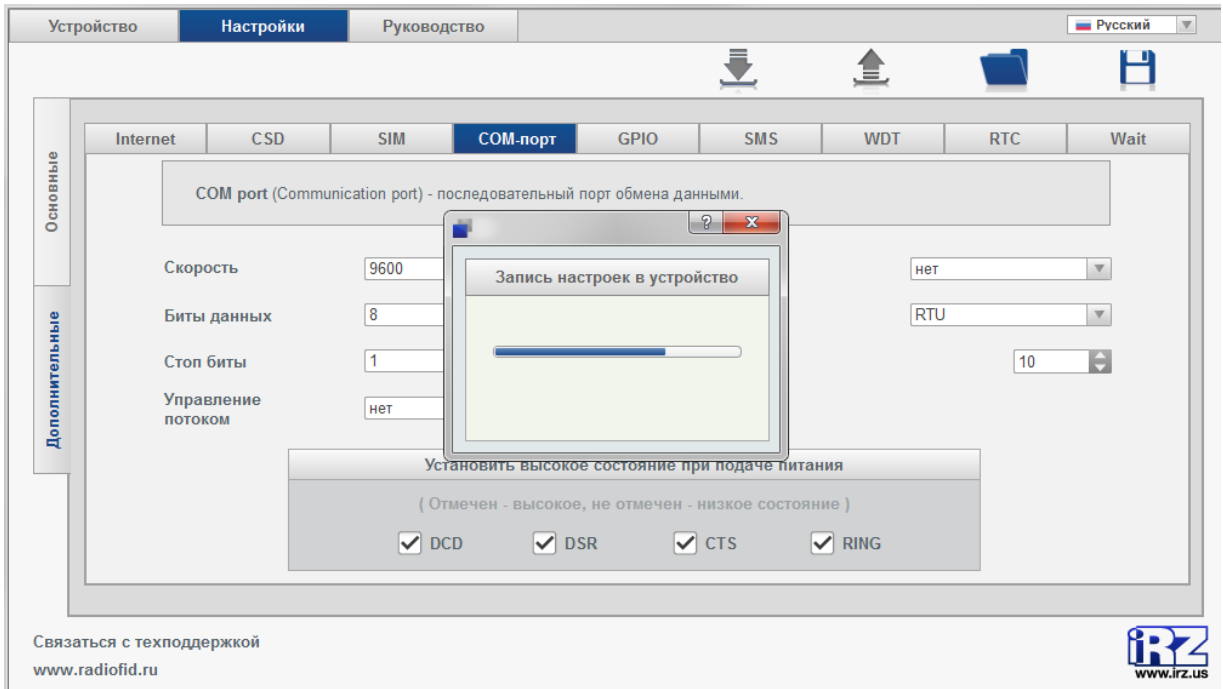 Устройство
Настройки
Руководство
Русский
Основные
Дополнительные
Internet
CSD
SIM
COM-порт
GPIO
SMS
WDT
RTC
Wait
COM port (Communication port) - последовательный порт обмена данными.
?
x
Запись настроек в устройство
Скорость
9600
нет
Биты данных
8
RTU
Стоп биты
1
10
Управление
потоком
нет
Установить высокое состояние при подаче питания
( Отмечен - высокое, не отмечен - низкое состояние )
DCD
DSR
CTS
RING
Связаться с техподдержкой
www.radiofid.ru
iRZ
www.irz.us